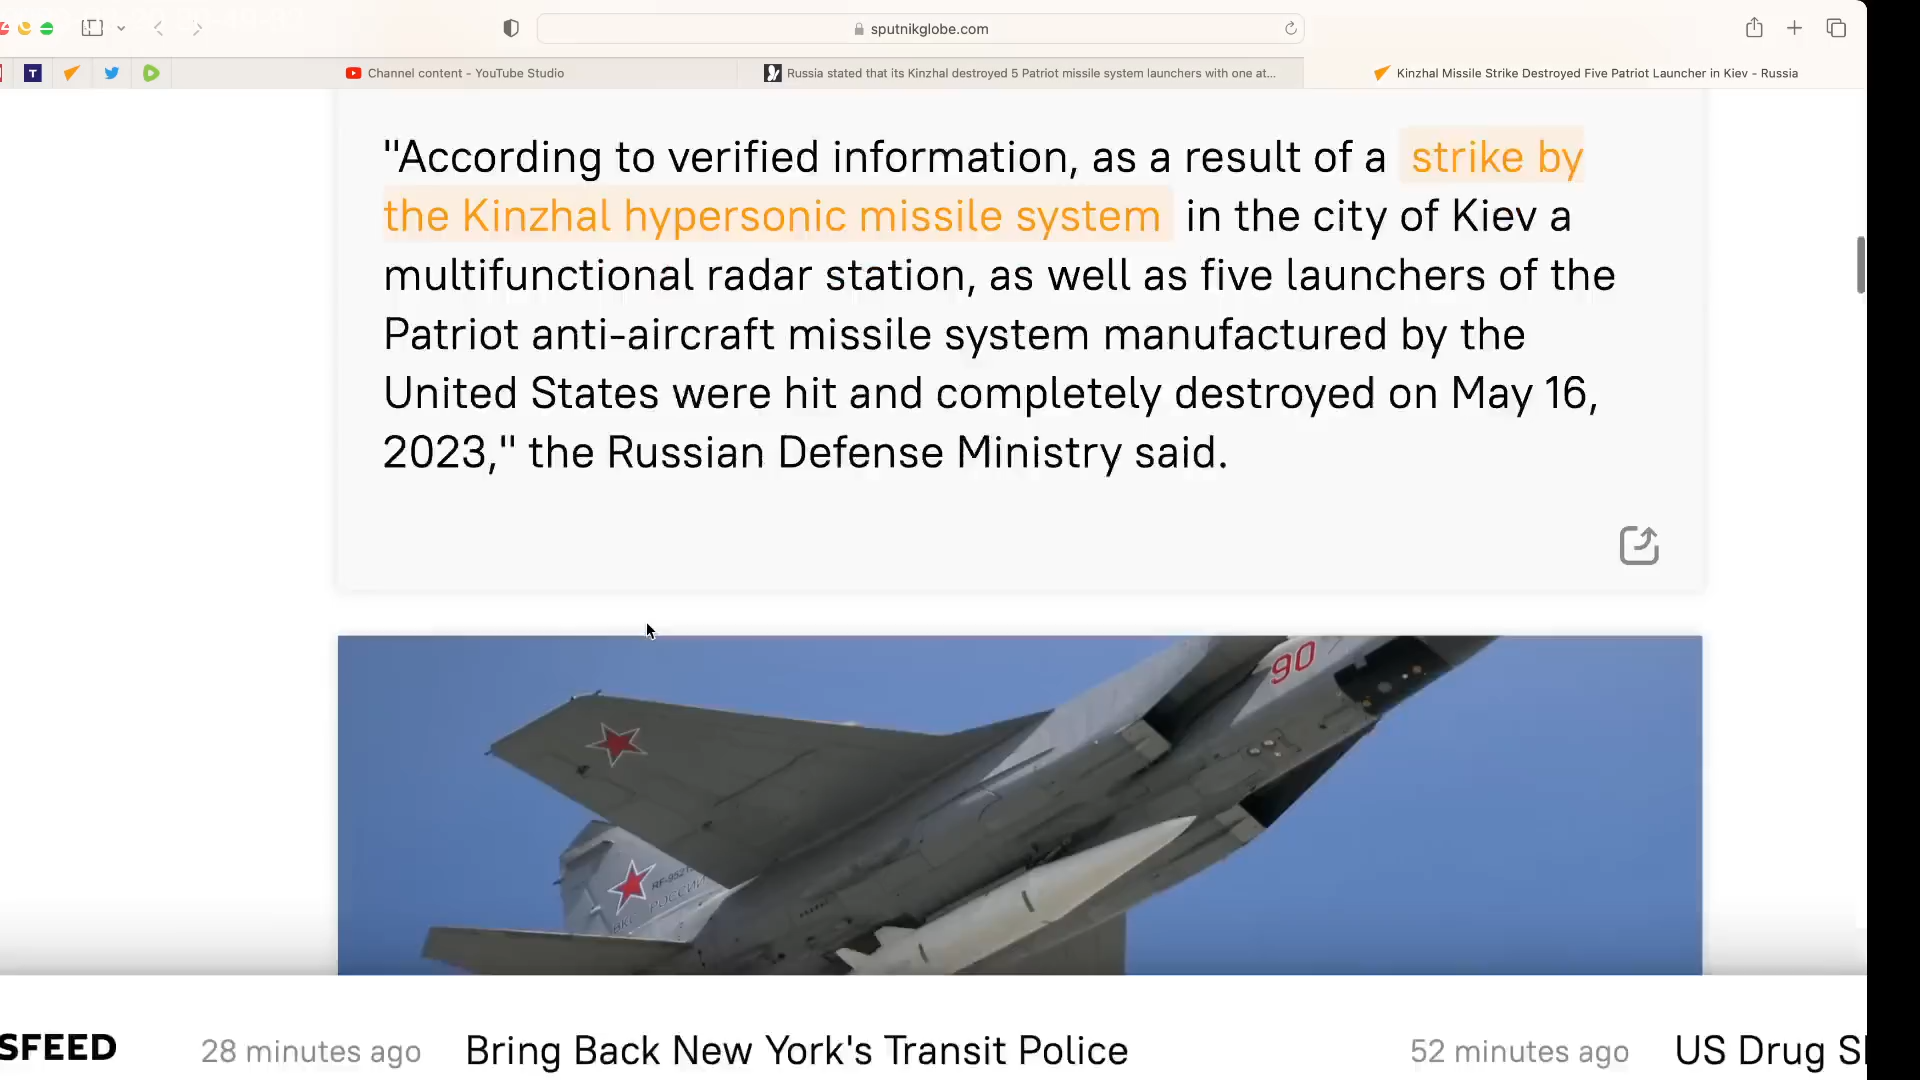 sputnikglobe.com
T
Channel content - YouTube Studio
Russia stated that its Kinzhal destroyed 5 Patriot missile system launchers with one at...
Kinzhal Missile Strike Destroyed Five Patriot Launcher in Kiev - Russia
"According to verified information, as a result of a strike by
the Kinzhal hypersonic missile system in the city of Kiev a
multifunctional radar station, as well as five launchers of the
Patriot anti-aircraft missile system manufactured by the
United States were hit and completely destroyed on May 16,
2023," the Russian Defense Ministry said.
90
ВКС РОССИИ
SFEED
28 minutes ago
Bring Back New York's Transit Police
52 minutes ago
US Drug